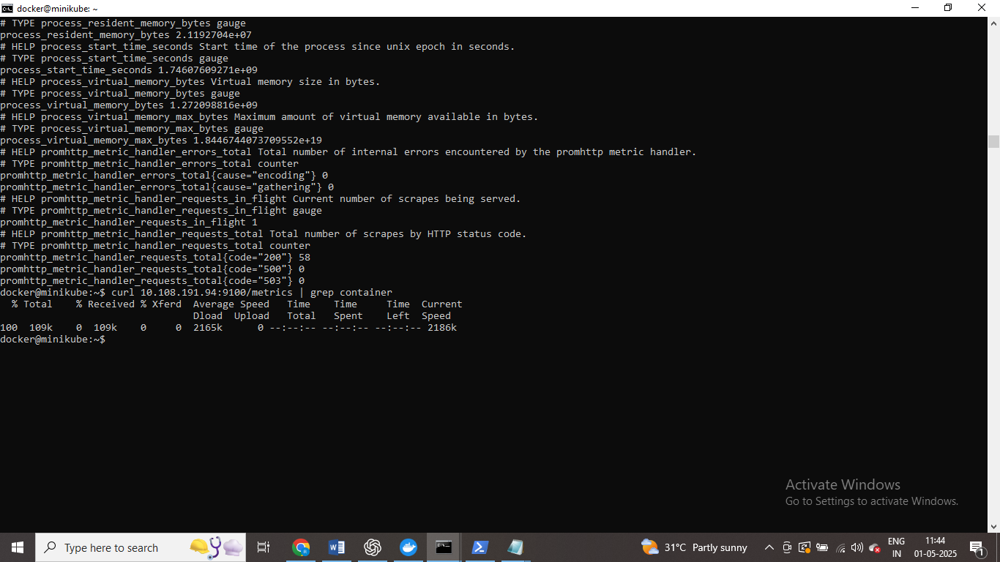 docker@minikube: ~
# TYPE process_resident_memory_bytes gauge
process_resident_memory_bytes 2.1192704e+07
# HELP process_start_time_seconds Start time of the process since unix epoch in seconds.
# TYPE process_start_time_seconds gauge
process_start_time_seconds 1.74607609271e+09
# HELP process_virtual_memory_bytes Virtual memory size in bytes.
# TYPE process_virtual_memory_bytes gauge
process_virtual_memory_bytes 1.272098816e+09
# HELP process_virtual_memory_max_bytes Maximum amount of virtual memory available in bytes.
# TYPE process_virtual_memory_max_bytes gauge
process_virtual_memory_max_bytes 1.8446744073709552e+19
# HELP promhttp_metric_handler_errors_total Total number of internal errors encountered by the promhttp metric handler.
# TYPE promhttp_metric_handler_errors_total counter
promhttp_metric_handler_errors_total{cause="encoding"} 0
promhttp_metric_handler_errors_total{cause="gathering"} 0
# HELP promhttp_metric_handler_requests_in_flight Current number of scrapes being served.
# TYPE promhttp_metric_handler_requests_in_flight gauge
promhttp_metric_handler_requests_in_flight 1
# HELP promhttp_metric_handler_requests_total Total number of scrapes by HTTP status code.
# TYPE promhttp_metric_handler_requests_total counter
promhttp_metric_handler_requests_total{code="200"} 58
promhttp_metric_handler_requests_total{code="500"} 0
promhttp_metric_handler_requests_total{code="503"} 0
docker@minikube:~$ curl 10.108.191.94:9100/metrics | grep container
  % Total    % Received % Xferd  Average Speed   Time    Time     Time  Current
                                 Dload  Upload   Total   Spent    Left  Speed
100  109k    0  109k    0     0  2165k      0 --:--:-- --:--:-- --:--:-- 2186k
docker@minikube:~$
Activate Windows
Go to Settings to activate Windows.
Type here to search
31°C Partly sunny
ENG
IN
11:44
01-05-2025
1